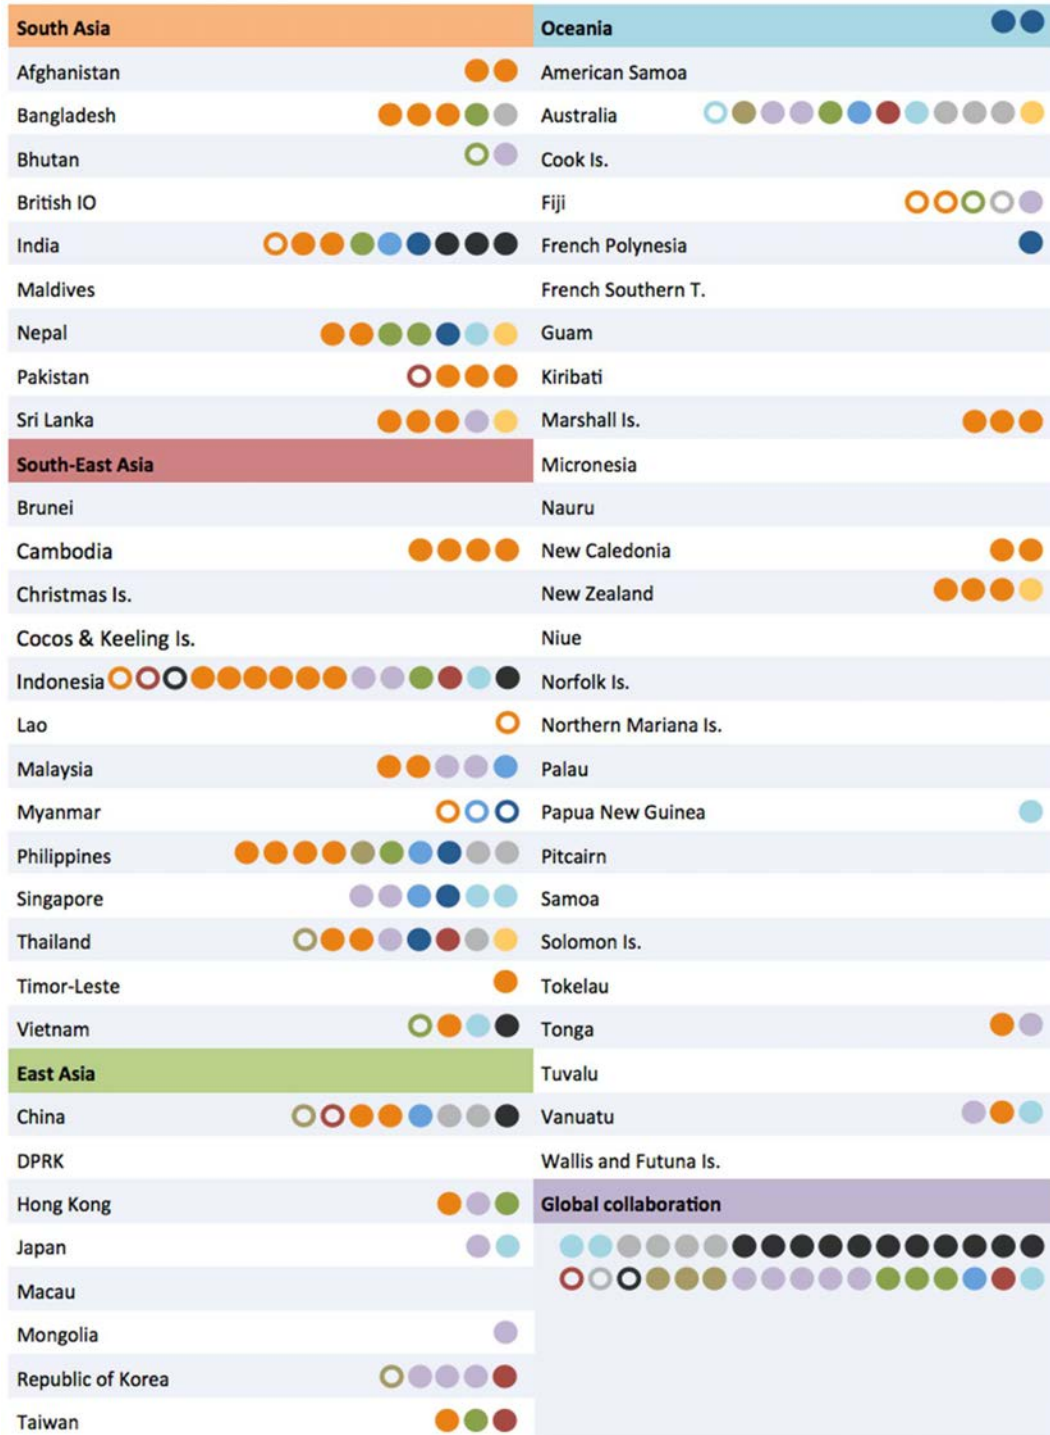 South Asia
Afghanistan
Bangladesh
Bhutan
British IO
India
Maldives
Nepal
Pakistan
Sri Lanka
South-East Asia
Brunei
Cambodia
Christmas Is.
Cocos & Keeling Is.
Indonesia
Lao
Malaysia
Myanmar
Philippines
Singapore
Thailand
Timor-Leste
Vietnam
East Asia
China
DPRK
Hong Kong
Japan
Macau
Mongolia
Republic of Korea
Taiwan
Oceania
American Samoa
Australia
Cook Is.
Fiji
French Polynesia
French Southern T.
Guam
Kiribati
Marshall Is.
Micronesia
Nauru
New Caledonia
New Zealand
Niue
Norfolk Is.
Northern Mariana Is.
Palau
Papua New Guinea
Pitcairn
Samoa
Solomon Is.
Tokelau
Tonga
Tuvalu
Vanuatu
Wallis and Futuna Is.
Global collaboration